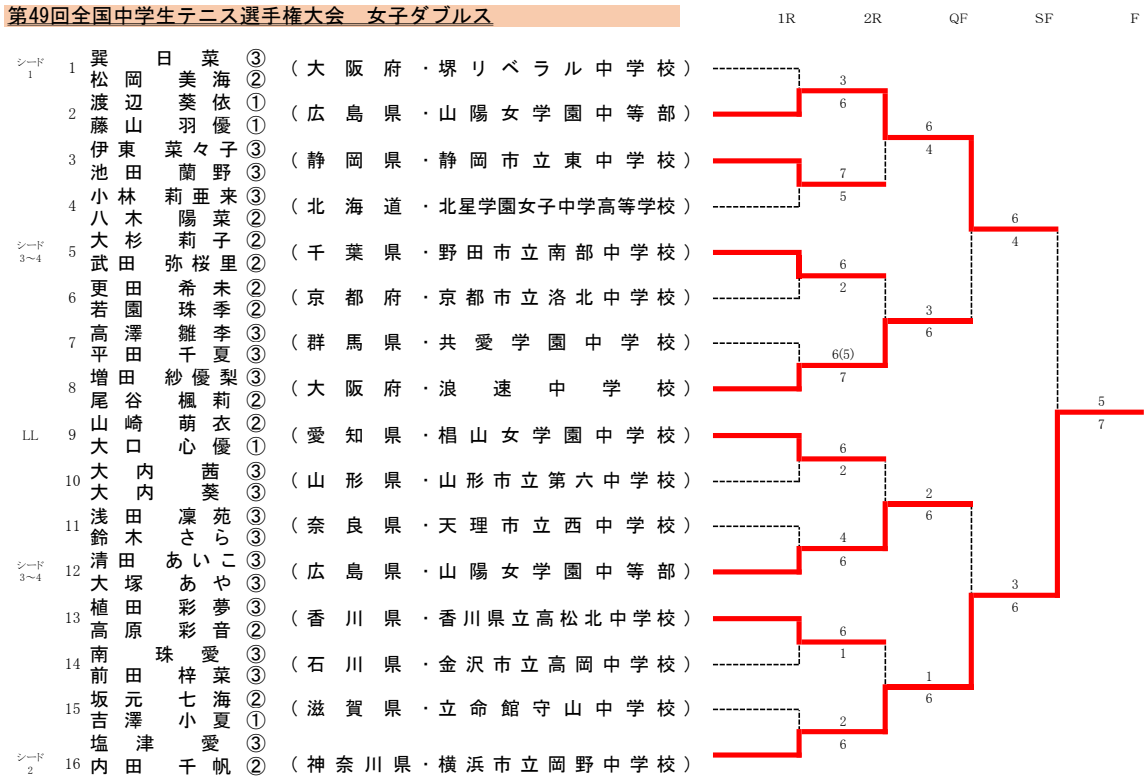 第49回全国中学生テニス選手権大会　女子ダブルス
1R 2R QF SF F
シード1 1 巽 日菜 ③ 松岡 美海 ② (大阪府・堺リベラル中学校)
2 渡辺 葵依 ① 藤山 羽優 ① (広島県・山陽女学園中等部)
3 伊東 菜々子 ③ 池田 蘭野 ③ (静岡県・静岡市立東中学校)
4 小林 莉亜来 ③ 八木 陽菜 ② (北海道・北星学園女子中学高等学校)
シード3~4 5 大杉 莉子 ② 武田 弥桜里 ② (千葉県・野田市立南部中学校)
6 更田 希未 ② 若園 珠季 ② (京都府・京都市立洛北中学校)
7 高澤 雛李 ③ 平田 千夏 ③ (群馬県・共愛学園中学校)
8 増田 紗優梨 ③ 尾谷 楓莉 ② (大阪府・浪速中学校)
LL 9 山崎 萌衣 ② 大口 心優 ① (愛知県・椙山女学園中学校)
10 大内 茜 ③ 大内 葵 ③ (山形県・山形市立第六中学校)
11 浅田 凜苑 ③ 鈴木 さら ③ (奈良県・天理市立西中学校)
シード3~4 12 清田 あいこ ③ 大塚 あや ③ (広島県・山陽女学園中等部)
13 植田 彩夢 ③ 高原 彩音 ② (香川県・香川県立高松北中学校)
14 南 珠愛 ③ 前田 梓菜 ③ (石川県・金沢市立高岡中学校)
15 坂元 七海 ② 吉澤 小夏 ① (滋賀県・立命館守山中学校)
シード2 16 塩津 愛 ③ 内田 千帆 ② (神奈川県・横浜市立岡野中学校)
3
6
7
5
6
2
6(5)
7
6
2
4
6
6
1
2
6
6
4
3
6
2
6
1
6
6
4
3
6
5
7